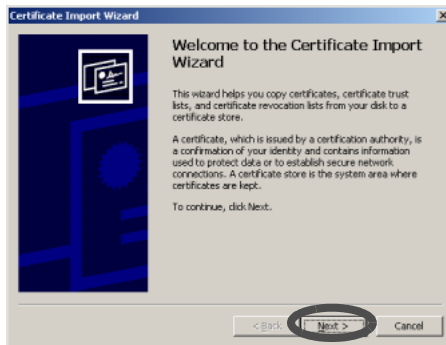 Certificate Import Wizard
Welcome to the Certificate Import
Wizard
This wizard helps you copy certificates, certificate trust
lists, and certificate revocation lists from your disk to a
certificate store.
A certificate, which is issued by a certification authority, is
a confirmation of your identity and contains information
used to protect data or to establish secure network
connections. A certificate store is the system area where
certificates are kept.
To continue, click Next.
< Back Next > Cancel